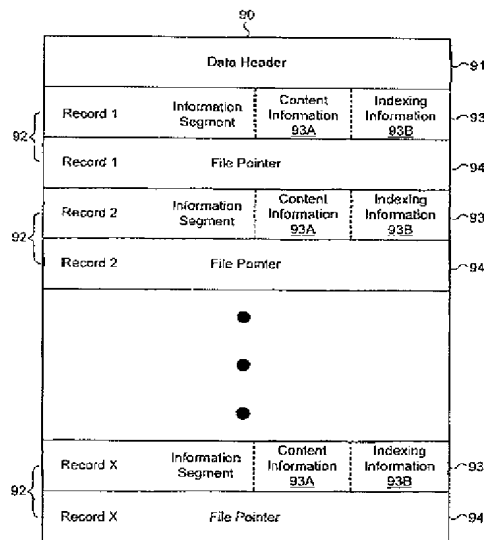 90
Data Header
91
Record 1 Information Segment Content Information 93A Indexing Information 93B
93
92
Record 1 File Pointer
94
Record 2 Information Segment Content Information 93A Indexing Information 93B
93
92
Record 2 File Pointer
94
Record X Information Segment Content Information 93A Indexing Information 93B
93
92
Record X File Pointer
94